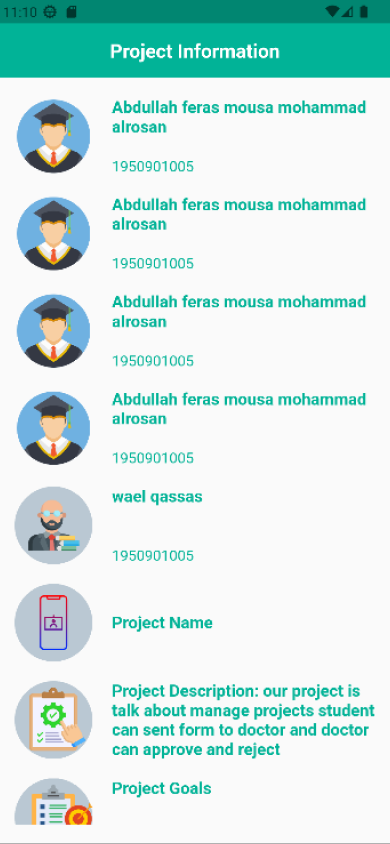 11:10
Project Information
Abdullah feras mousa mohammad
alrosan
1950901005
Abdullah feras mousa mohammad
alrosan
1950901005
Abdullah feras mousa mohammad
alrosan
1950901005
Abdullah feras mousa mohammad
alrosan
1950901005
wael qassas
1950901005
Project Name
Project Description: our project is
talk about manage projects student
can sent form to doctor and doctor
can approve and reject
Project Goals